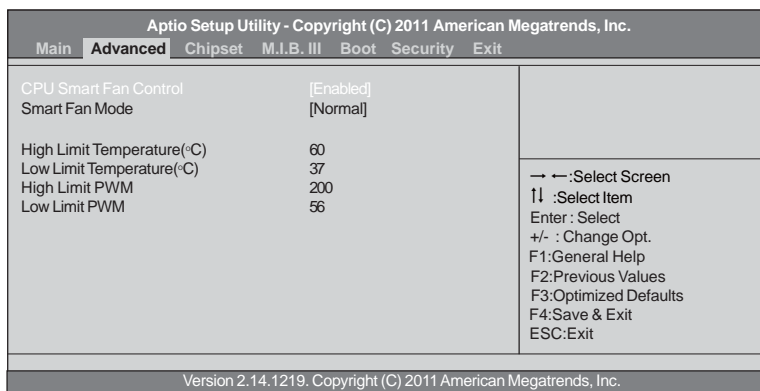 Aptio Setup Utility - Copyright (C) 2011 American Megatrends, Inc.
Main Advanced Chipset M.I.B. III Boot Security Exit
CPU Smart Fan Control [Enabled]
Smart Fan Mode [Normal]
High Limit Temperature(°C) 60
Low Limit Temperature(°C) 37
High Limit PWM 200
Low Limit PWM 56
→ ←:Select Screen
↑↓ :Select Item
Enter : Select
+/- : Change Opt.
F1:General Help
F2:Previous Values
F3:Optimized Defaults
F4:Save & Exit
ESC:Exit
Version 2.14.1219. Copyright (C) 2011 American Megatrends, Inc.